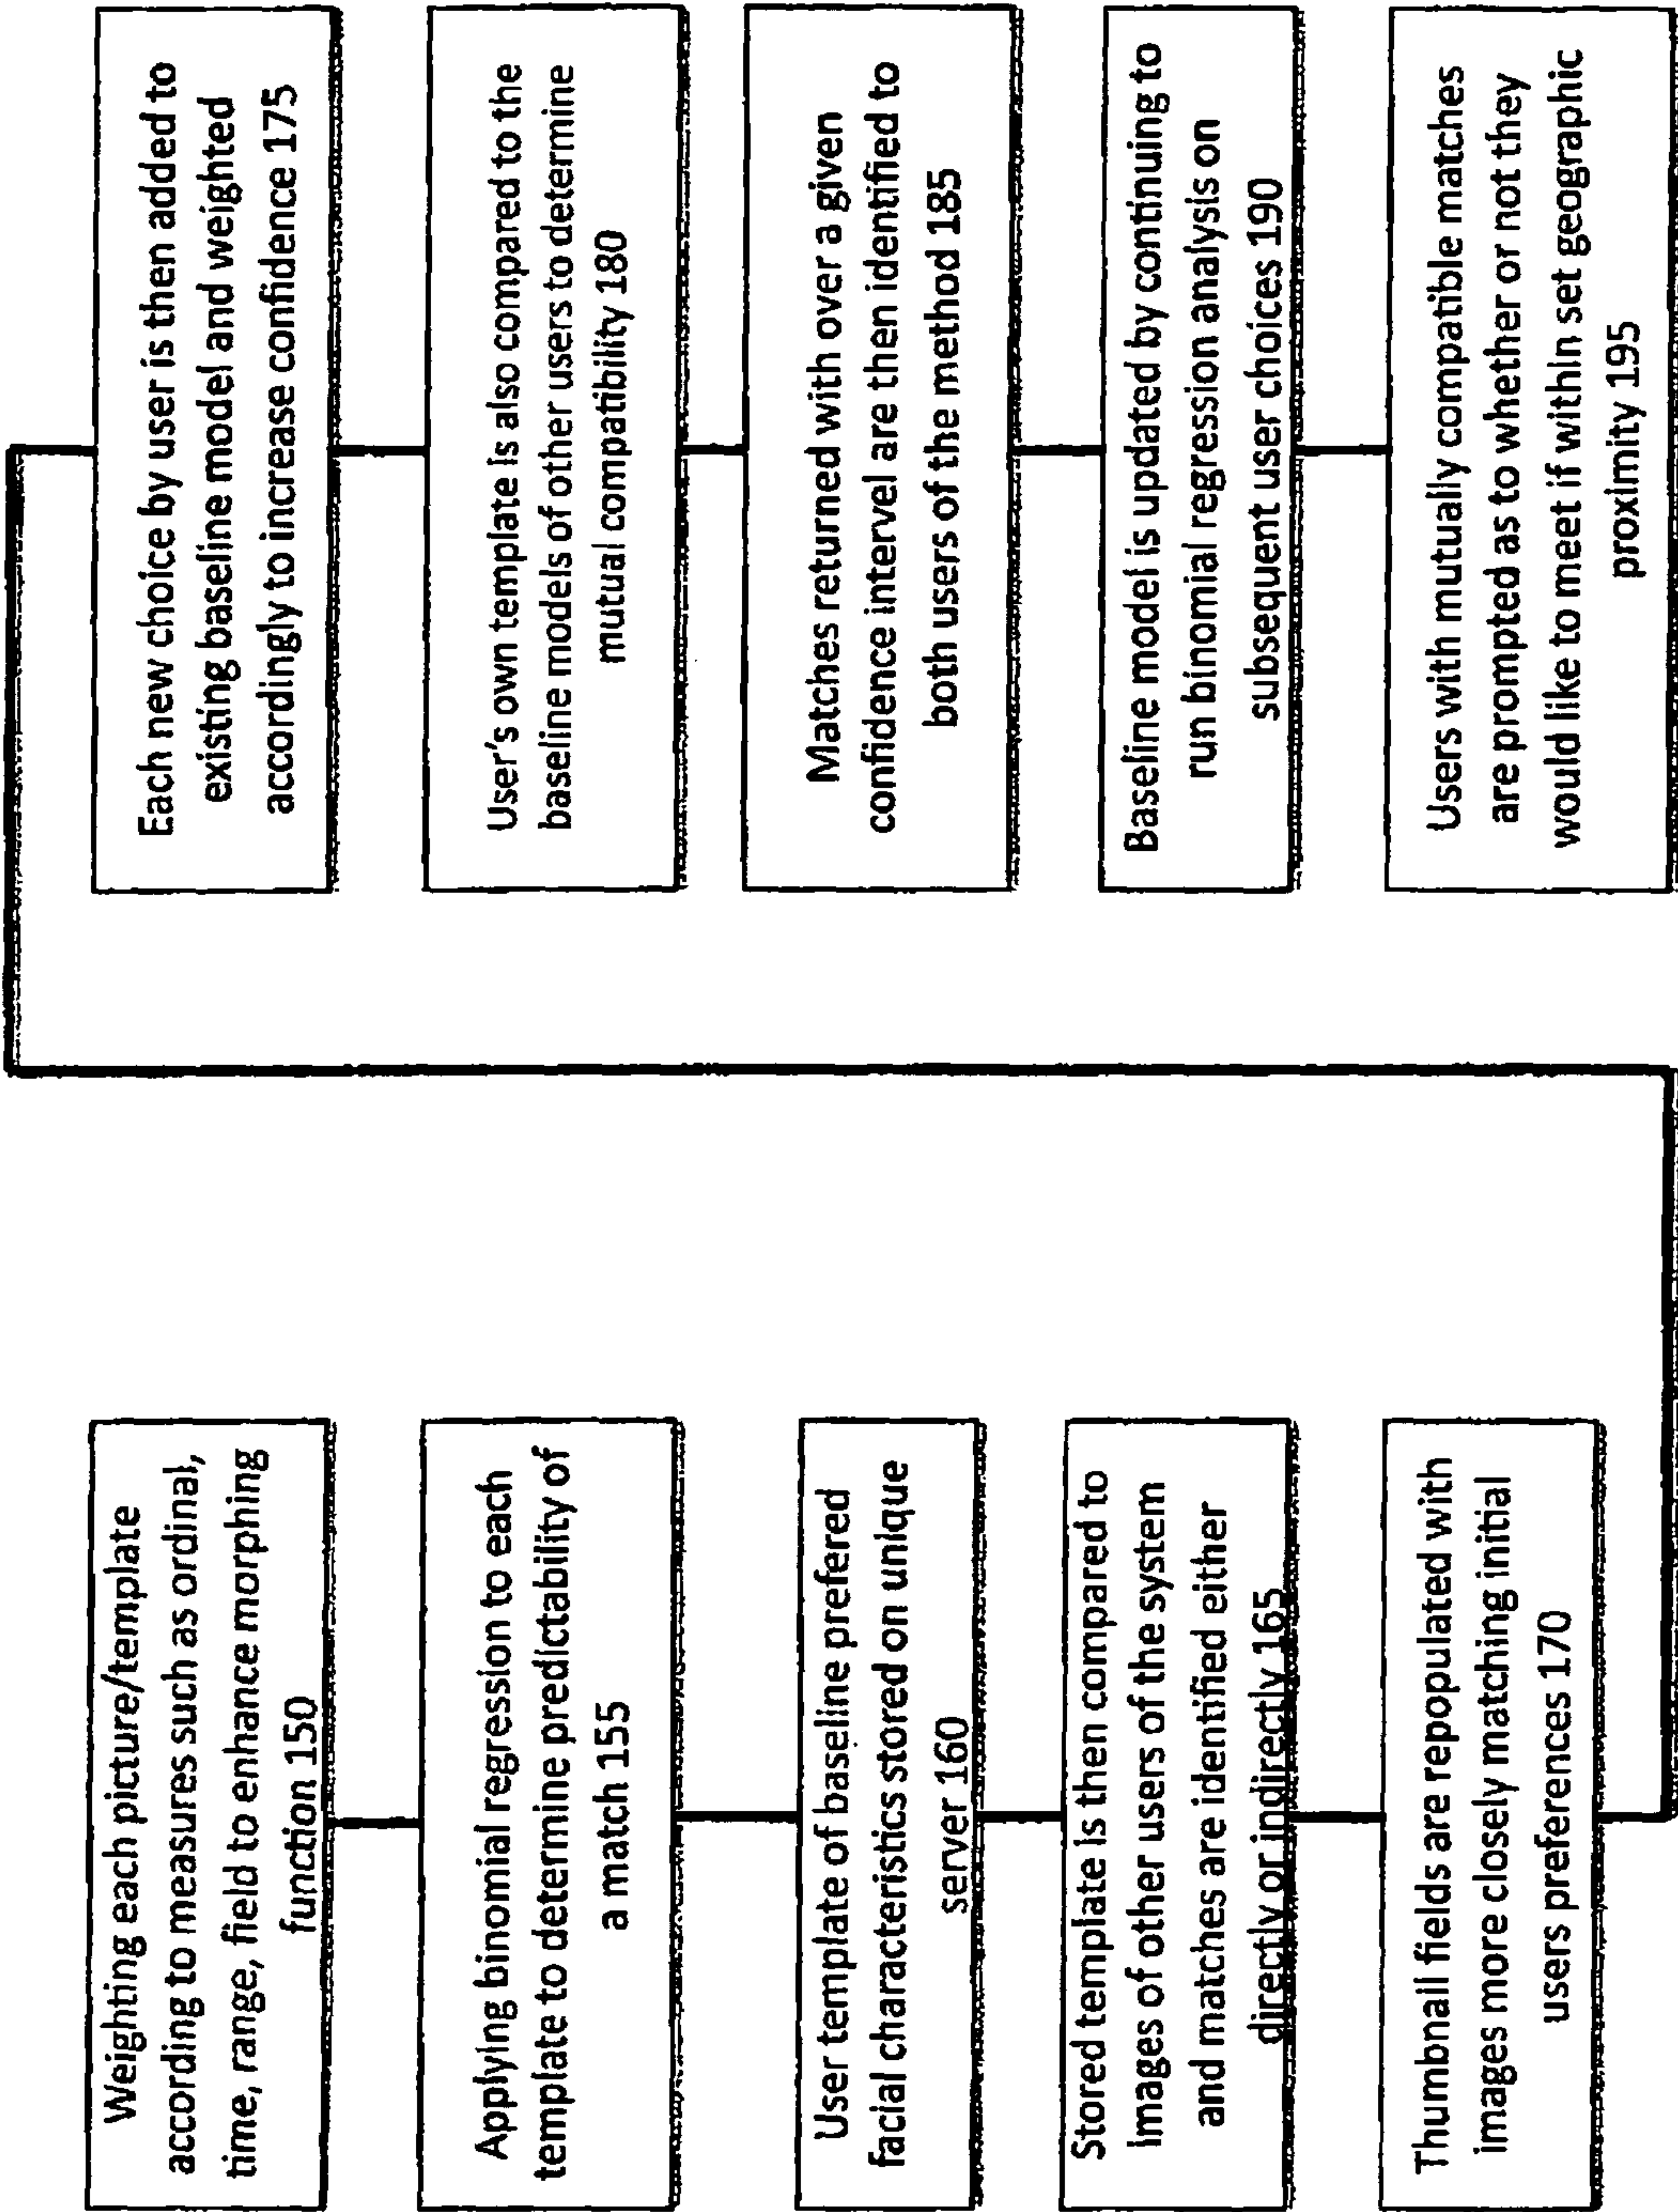 Weighting each picture/template
according to measures such as ordinal,
time, range, field to enhance morphing
function 150
Applying binomial regression to each
template to determine predictability of
a match 155
User template of baseline preferred
facial characteristics stored on unique
server 160
Stored template is then compared to
images of other users of the system
and matches are identified either
directly or indirectly 165
Thumbnail fields are repopulated with
images more closely matching initial
users preferences 170
Each new choice by user is then added to
existing baseline model and weighted
accordingly to increase confidence 175
User's own template is also compared to the
baseline models of other users to determine
mutual compatibility 180
Matches returned with over a given
confidence intervel are then identified to
both users of the method 185
Baseline model is updated by continuing to
run binomial regression analysis on
subsequent user choices 190
Users with mutually compatible matches
are prompted as to whether or not they
would like to meet if within set geographic
proximity 195